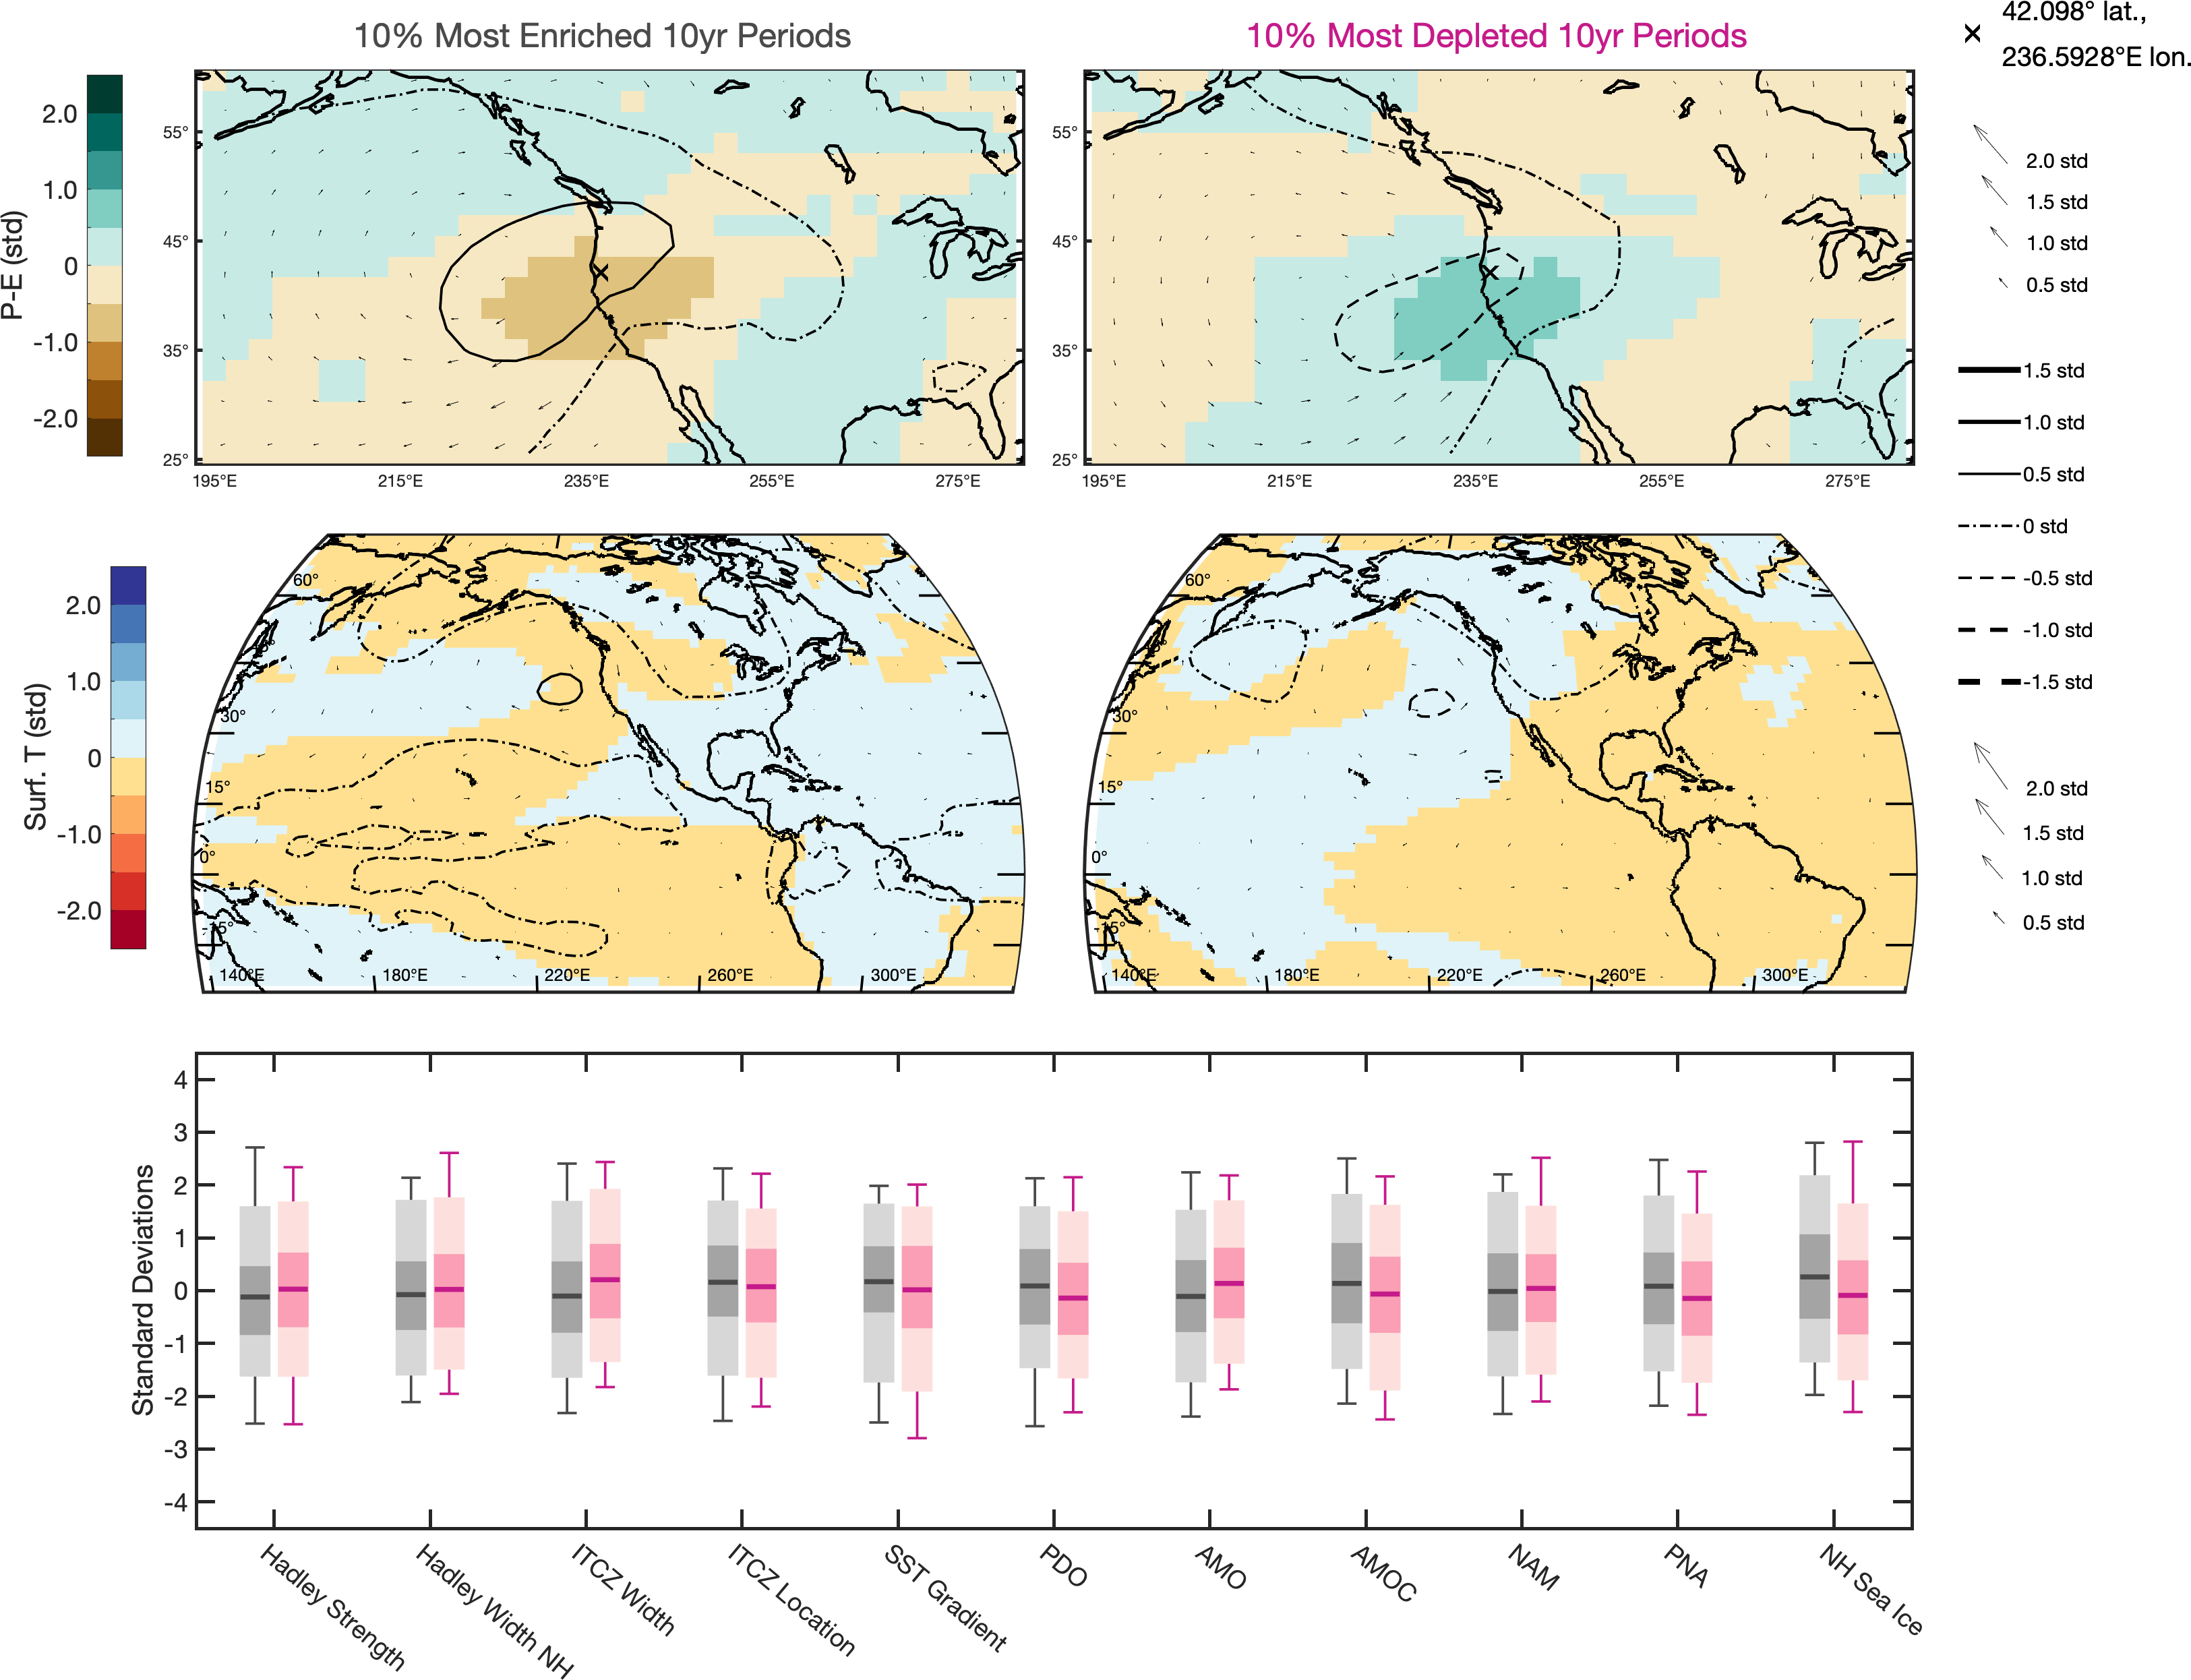 10% Most Enriched 10yr Periods
10% Most Depleted 10yr Periods
42.098° lat.,
236.5928°E lon.
P-E (std)
2.0
1.0
0
-1.0
-2.0
55°
45°
35°
25°
195°E 215°E 235°E 255°E 275°E
55°
45°
35°
25°
195°E 215°E 235°E 255°E 275°E
2.0 std
1.5 std
1.0 std
0.5 std
1.5 std
1.0 std
0.5 std
0 std
-0.5 std
-1.0 std
-1.5 std
2.0 std
1.5 std
1.0 std
0.5 std
Surf. T (std)
2.0
1.0
0
-1.0
-2.0
60°
30°
15°
0°
-15°
140°E 180°E 220°E 260°E 300°E
60°
30°
15°
0°
-15°
140°E 180°E 220°E 260°E 300°E
Standard Deviations
4
3
2
1
0
-1
-2
-3
-4
Hadley Strength
Hadley Width NH
ITCZ Width
ITCZ Location
SST Gradient
PDO
AMO
AMOC
NAM
PNA
NH Sea Ice